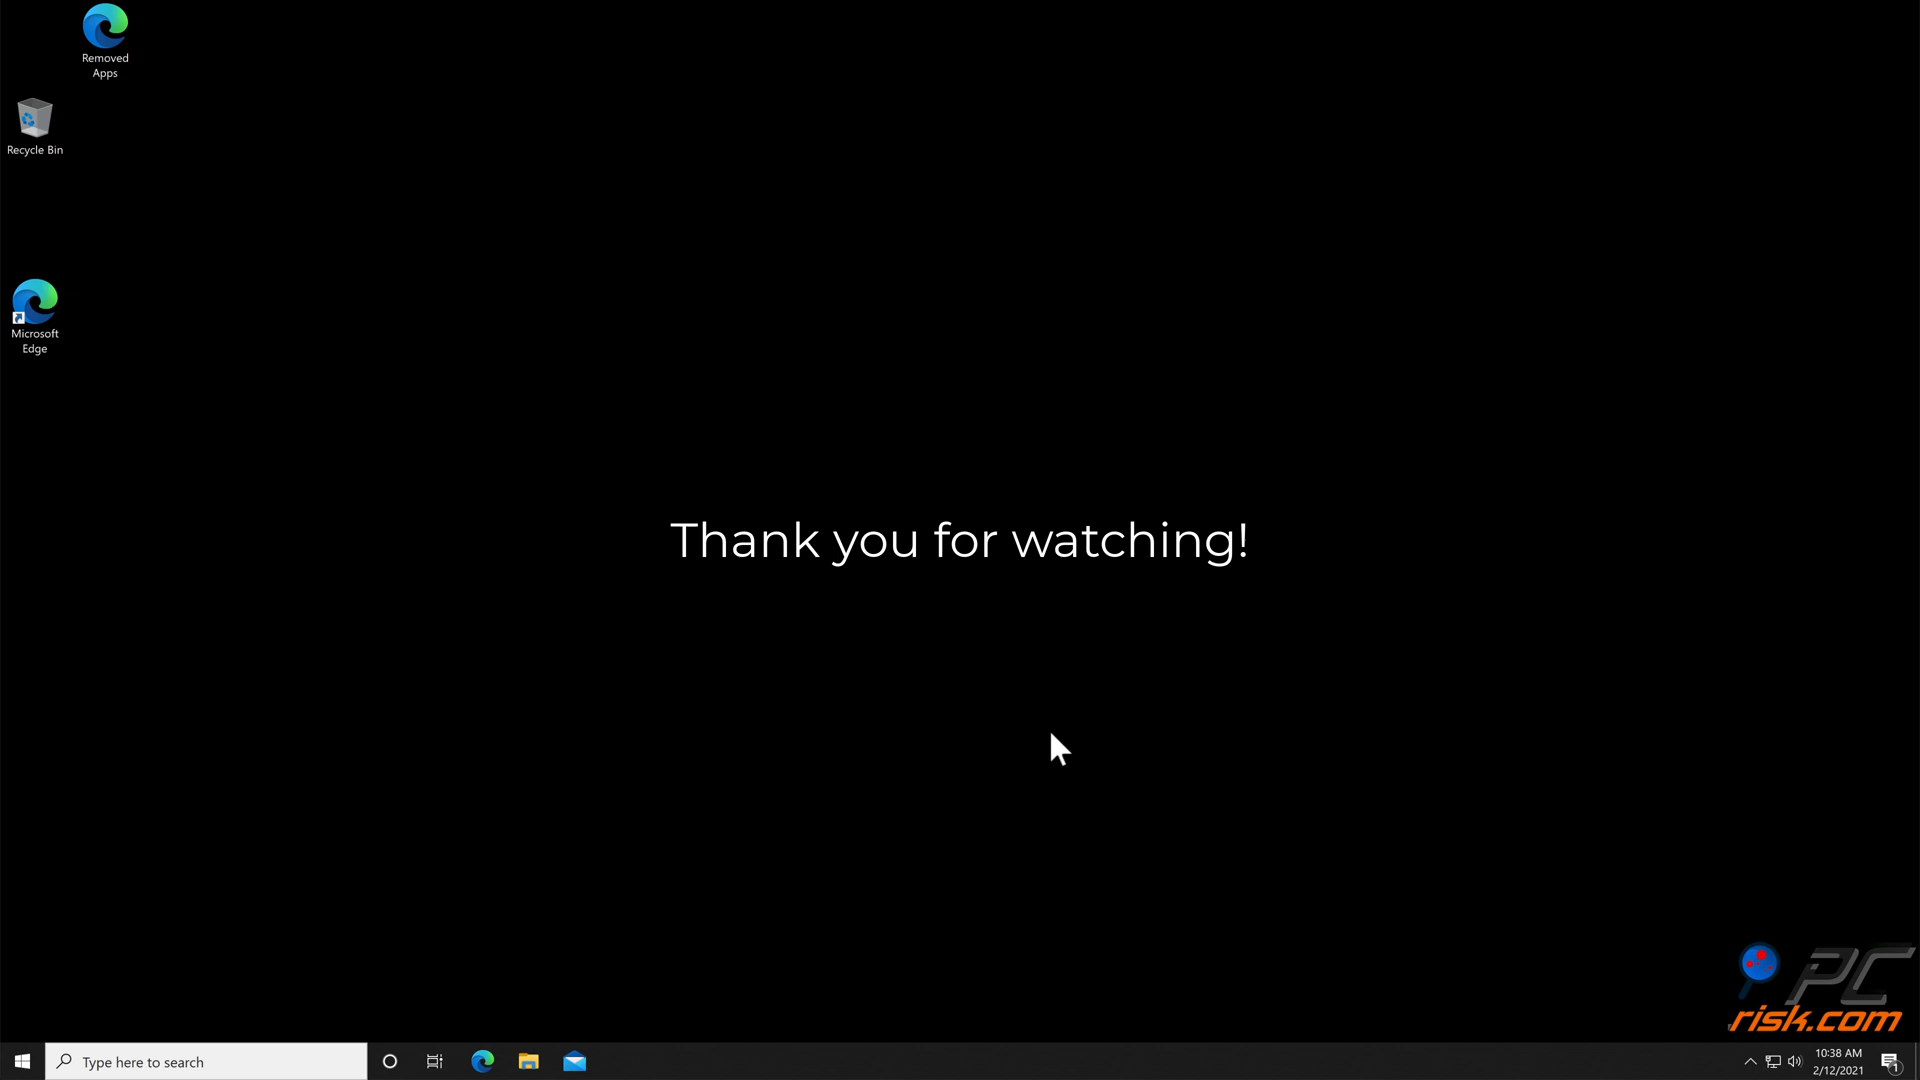 Removed
Apps
Recycle Bin
Microsoft
Edge
Thank you for watching!
PC
risk.com
Type here to search
10:38 AM
2/12/2021
1